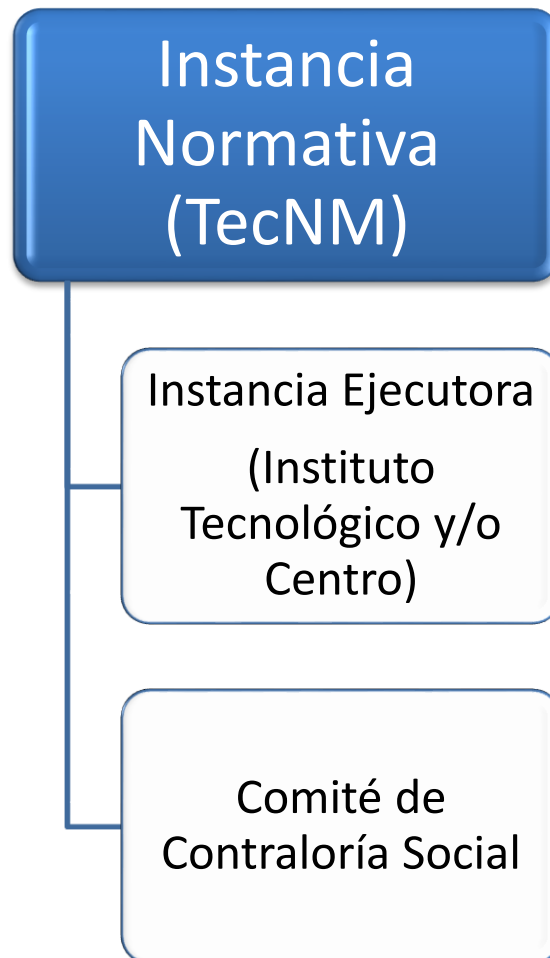 Instancia
Normativa
(TecNM)
Instancia Ejecutora
(Instituto
Tecnológico y/o
Centro)
Comité de
Contraloría Social